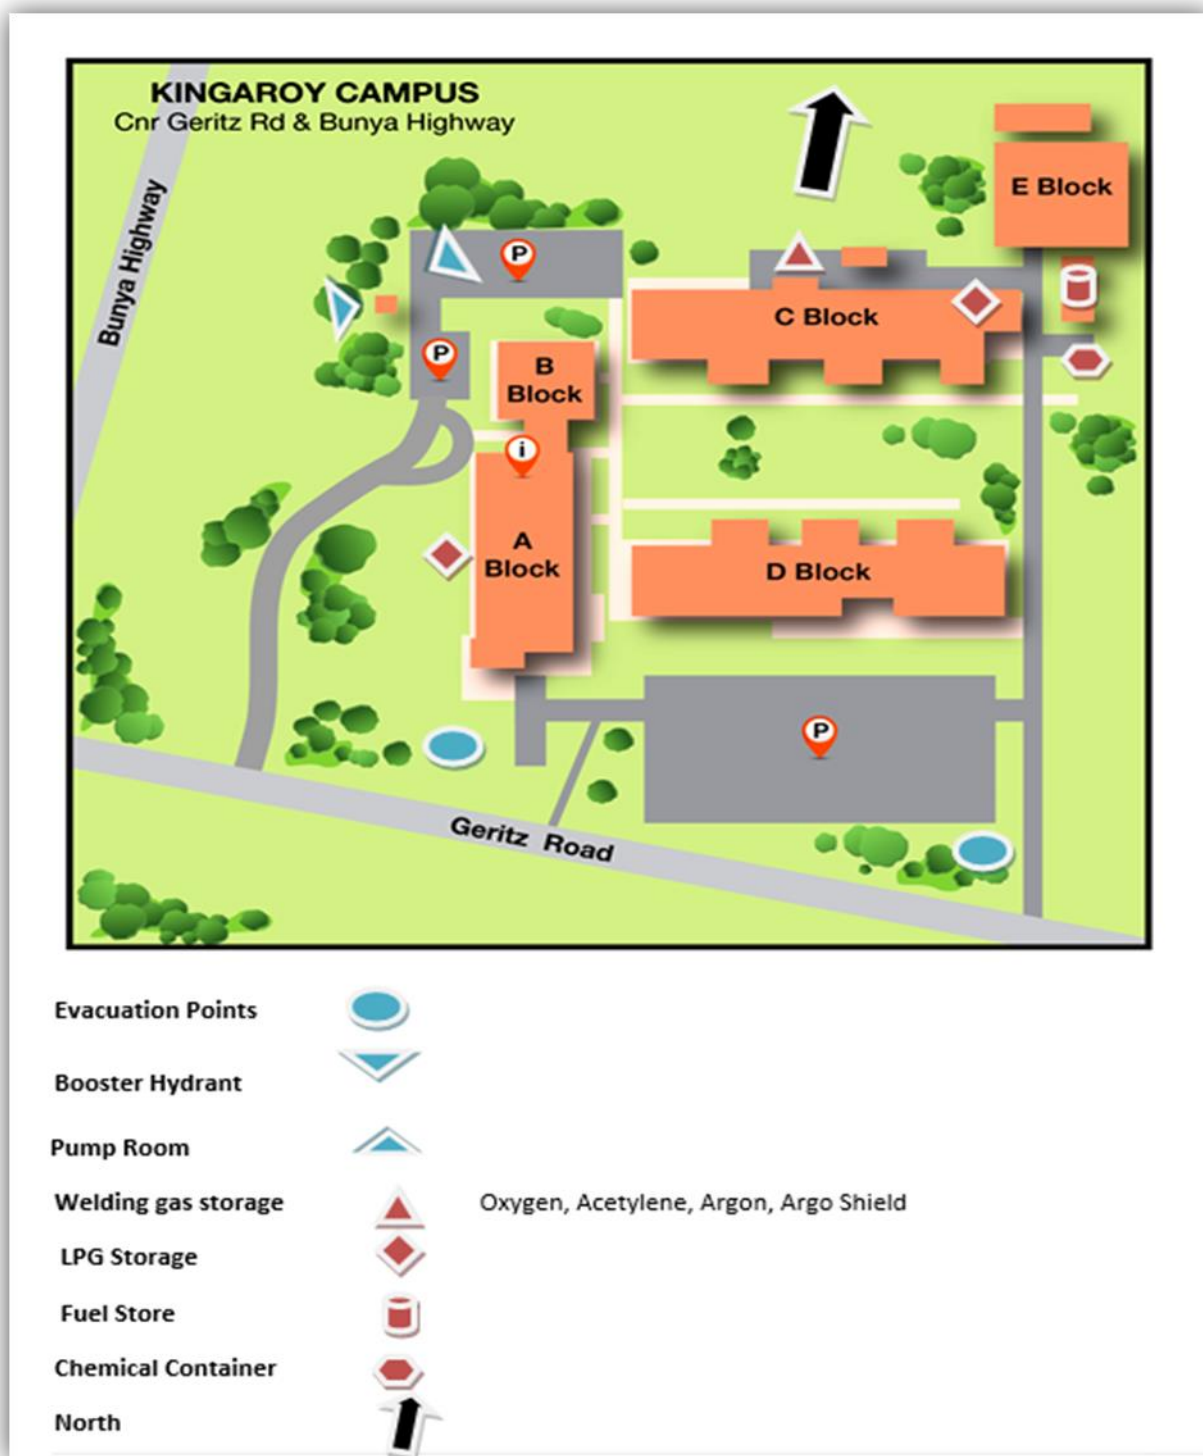 KINGAROY CAMPUS
Cnr Geritz Rd & Bunya Highway
Bunya Highway
E Block
P
C Block
P
B
Block
i
A
Block
D Block
P
Geritz Road
Evacuation Points
Booster Hydrant
Pump Room
Welding gas storage Oxygen, Acetylene, Argon, Argo Shield
LPG Storage
Fuel Store
Chemical Container
North